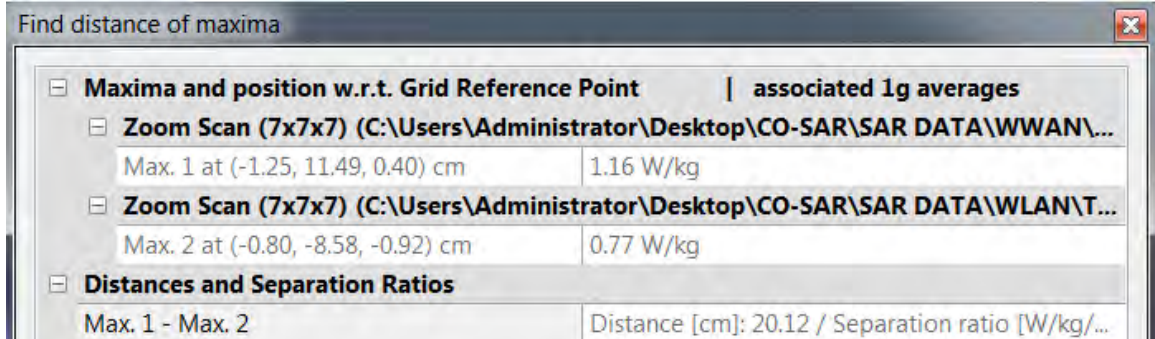 Find distance of maxima
Maxima and position w.r.t. Grid Reference Point | associated 1g averages
Zoom Scan (7x7x7) (C:\Users\Administrator\Desktop\CO-SAR\SAR DATA\WWAN\...
Max. 1 at (-1.25, 11.49, 0.40) cm 1.16 W/kg
Zoom Scan (7x7x7) (C:\Users\Administrator\Desktop\CO-SAR\SAR DATA\WLAN\T...
Max. 2 at (-0.80, -8.58, -0.92) cm 0.77 W/kg
Distances and Separation Ratios
Max. 1 - Max. 2 Distance [cm]: 20.12 / Separation ratio [W/kg/...